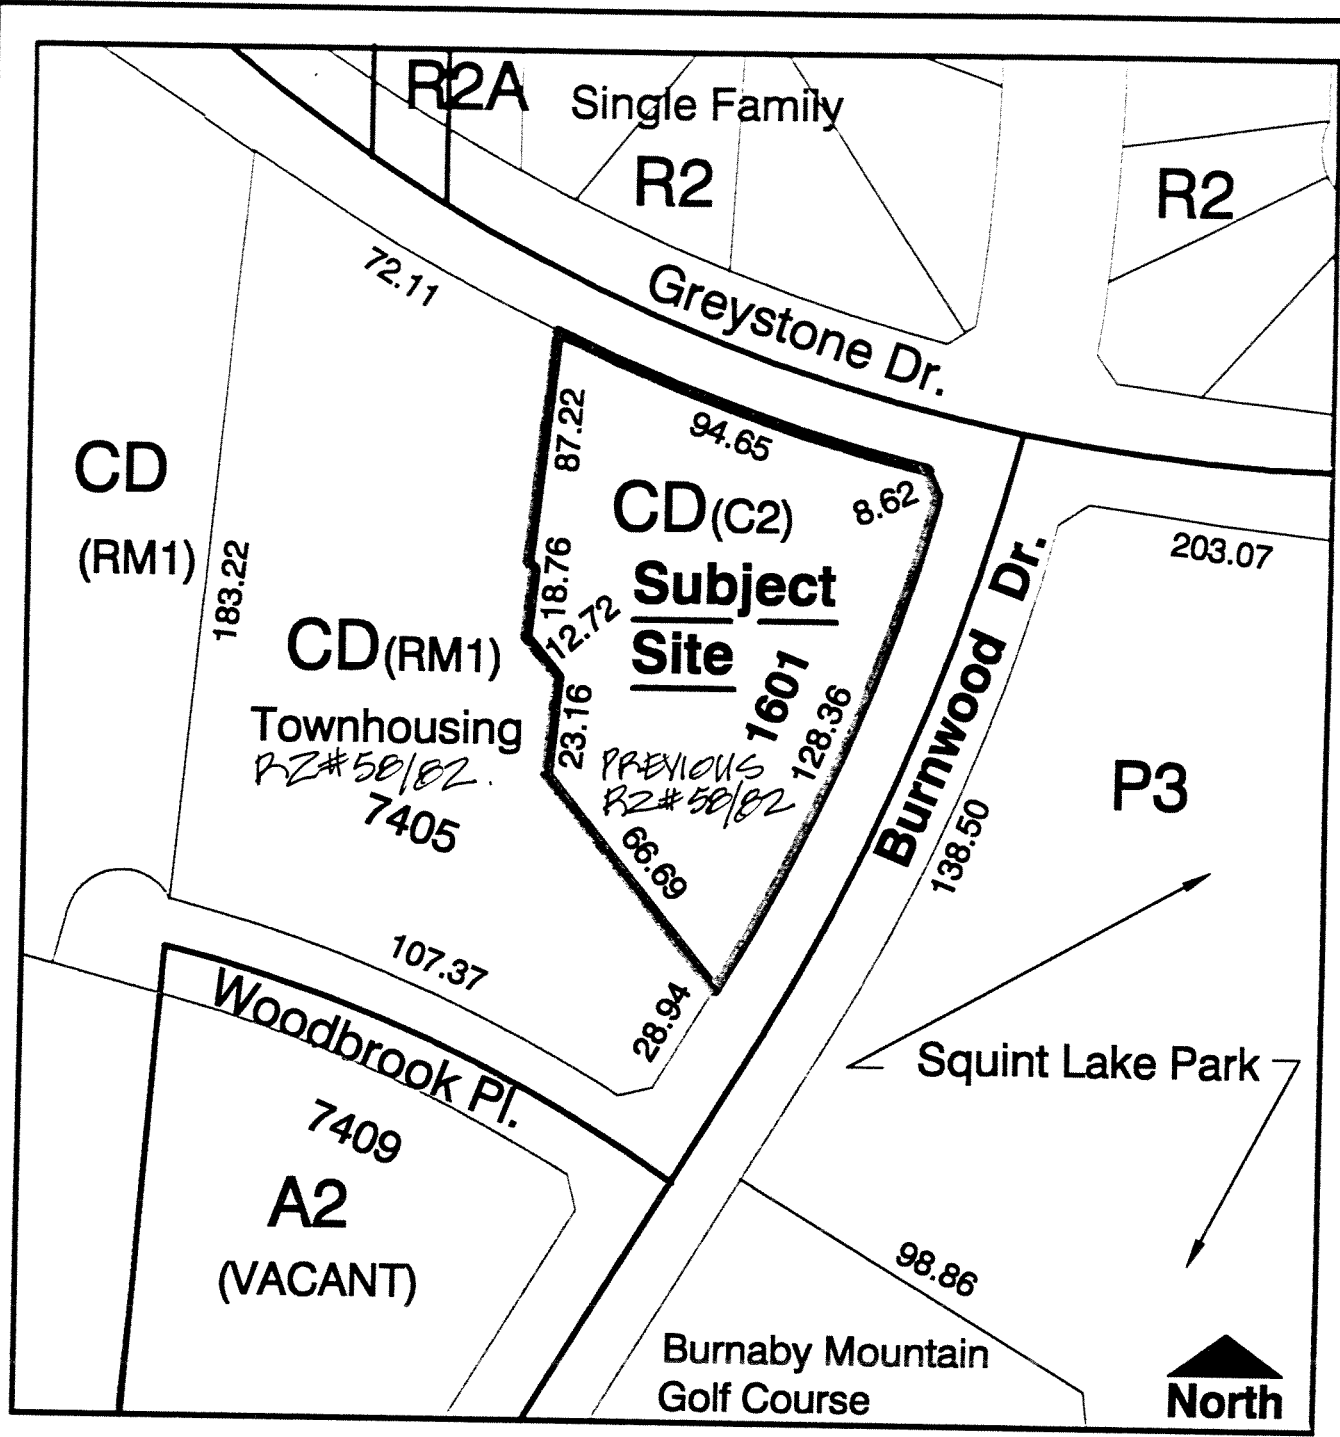 R2A
Single Family
R2
R2
72.11
Greystone Dr.
87.22
94.65
CD
(RM1)
CD(C2)
8.62
203.07
183.22
18.76
12.72
Subject
Site
1601
Burnwood Dr.
CD(RM1)
Townhousing
RZ#58/82.
7405
23.16
PREVIOUS
RZ#58/82
128.36
P3
138.50
66.69
107.37
28.94
Woodbrook Pl.
Squint Lake Park
7409
A2
(VACANT)
98.86
Burnaby Mountain
Golf Course
North